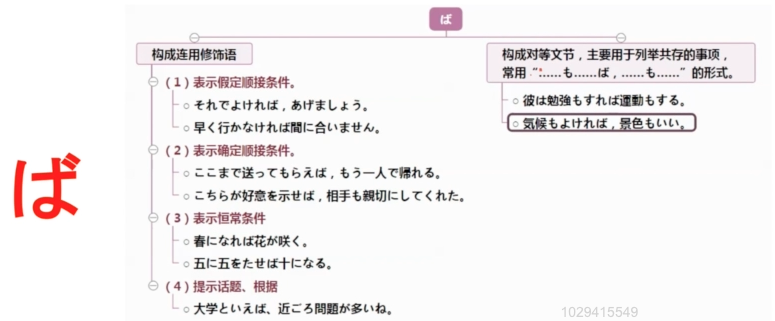 ば
ば
构成连用修饰语
（1）表示假定顺接条件。
それでよければ，あげましょう。
早く行かなければ間に合いません。
（2）表示确定顺接条件。
ここまで送ってもらえば，もう一人で帰れる。
こちらが好意を示せば，相手も親切にしてくれた。
（3）表示恒常条件
春になれば花が咲く。
五に五をたせば十になる。
（4）提示话题、根据
大学といえば、近ごろ問題が多いね。
构成对等文节，主要用于列举共存的事项，
常用“……も……ば，……も……”的形式。
彼は勉強もすれば運動もする。
気候もよければ，景色もいい。
1029415549